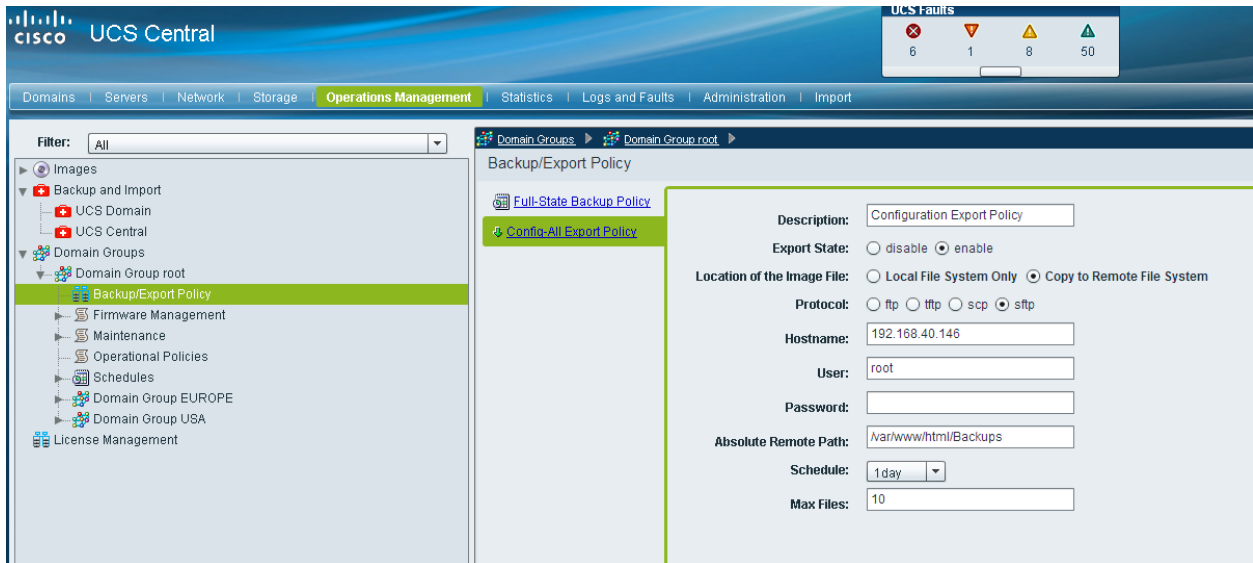 CISCO UCS Central
UCS Faults
6 1 8 50
Domains | Servers | Network | Storage | Operations Management | Statistics | Logs and Faults | Administration | Import
Filter: All
Images
Backup and Import
UCS Domain
UCS Central
Domain Groups
Domain Group root
Backup/Export Policy
Firmware Management
Maintenance
Operational Policies
Schedules
Domain Group EUROPE
Domain Group USA
License Management
Domain Groups Domain Group root
Backup/Export Policy
Full-State Backup Policy
Config-All Export Policy
Description: Configuration Export Policy
Export State: disable enable
Location of the Image File: Local File System Only Copy to Remote File System
Protocol: ftp tftp scp sftp
Hostname: 192.168.40.146
User: root
Password:
Absolute Remote Path: /var/www/html/Backups
Schedule: 1day
Max Files: 10